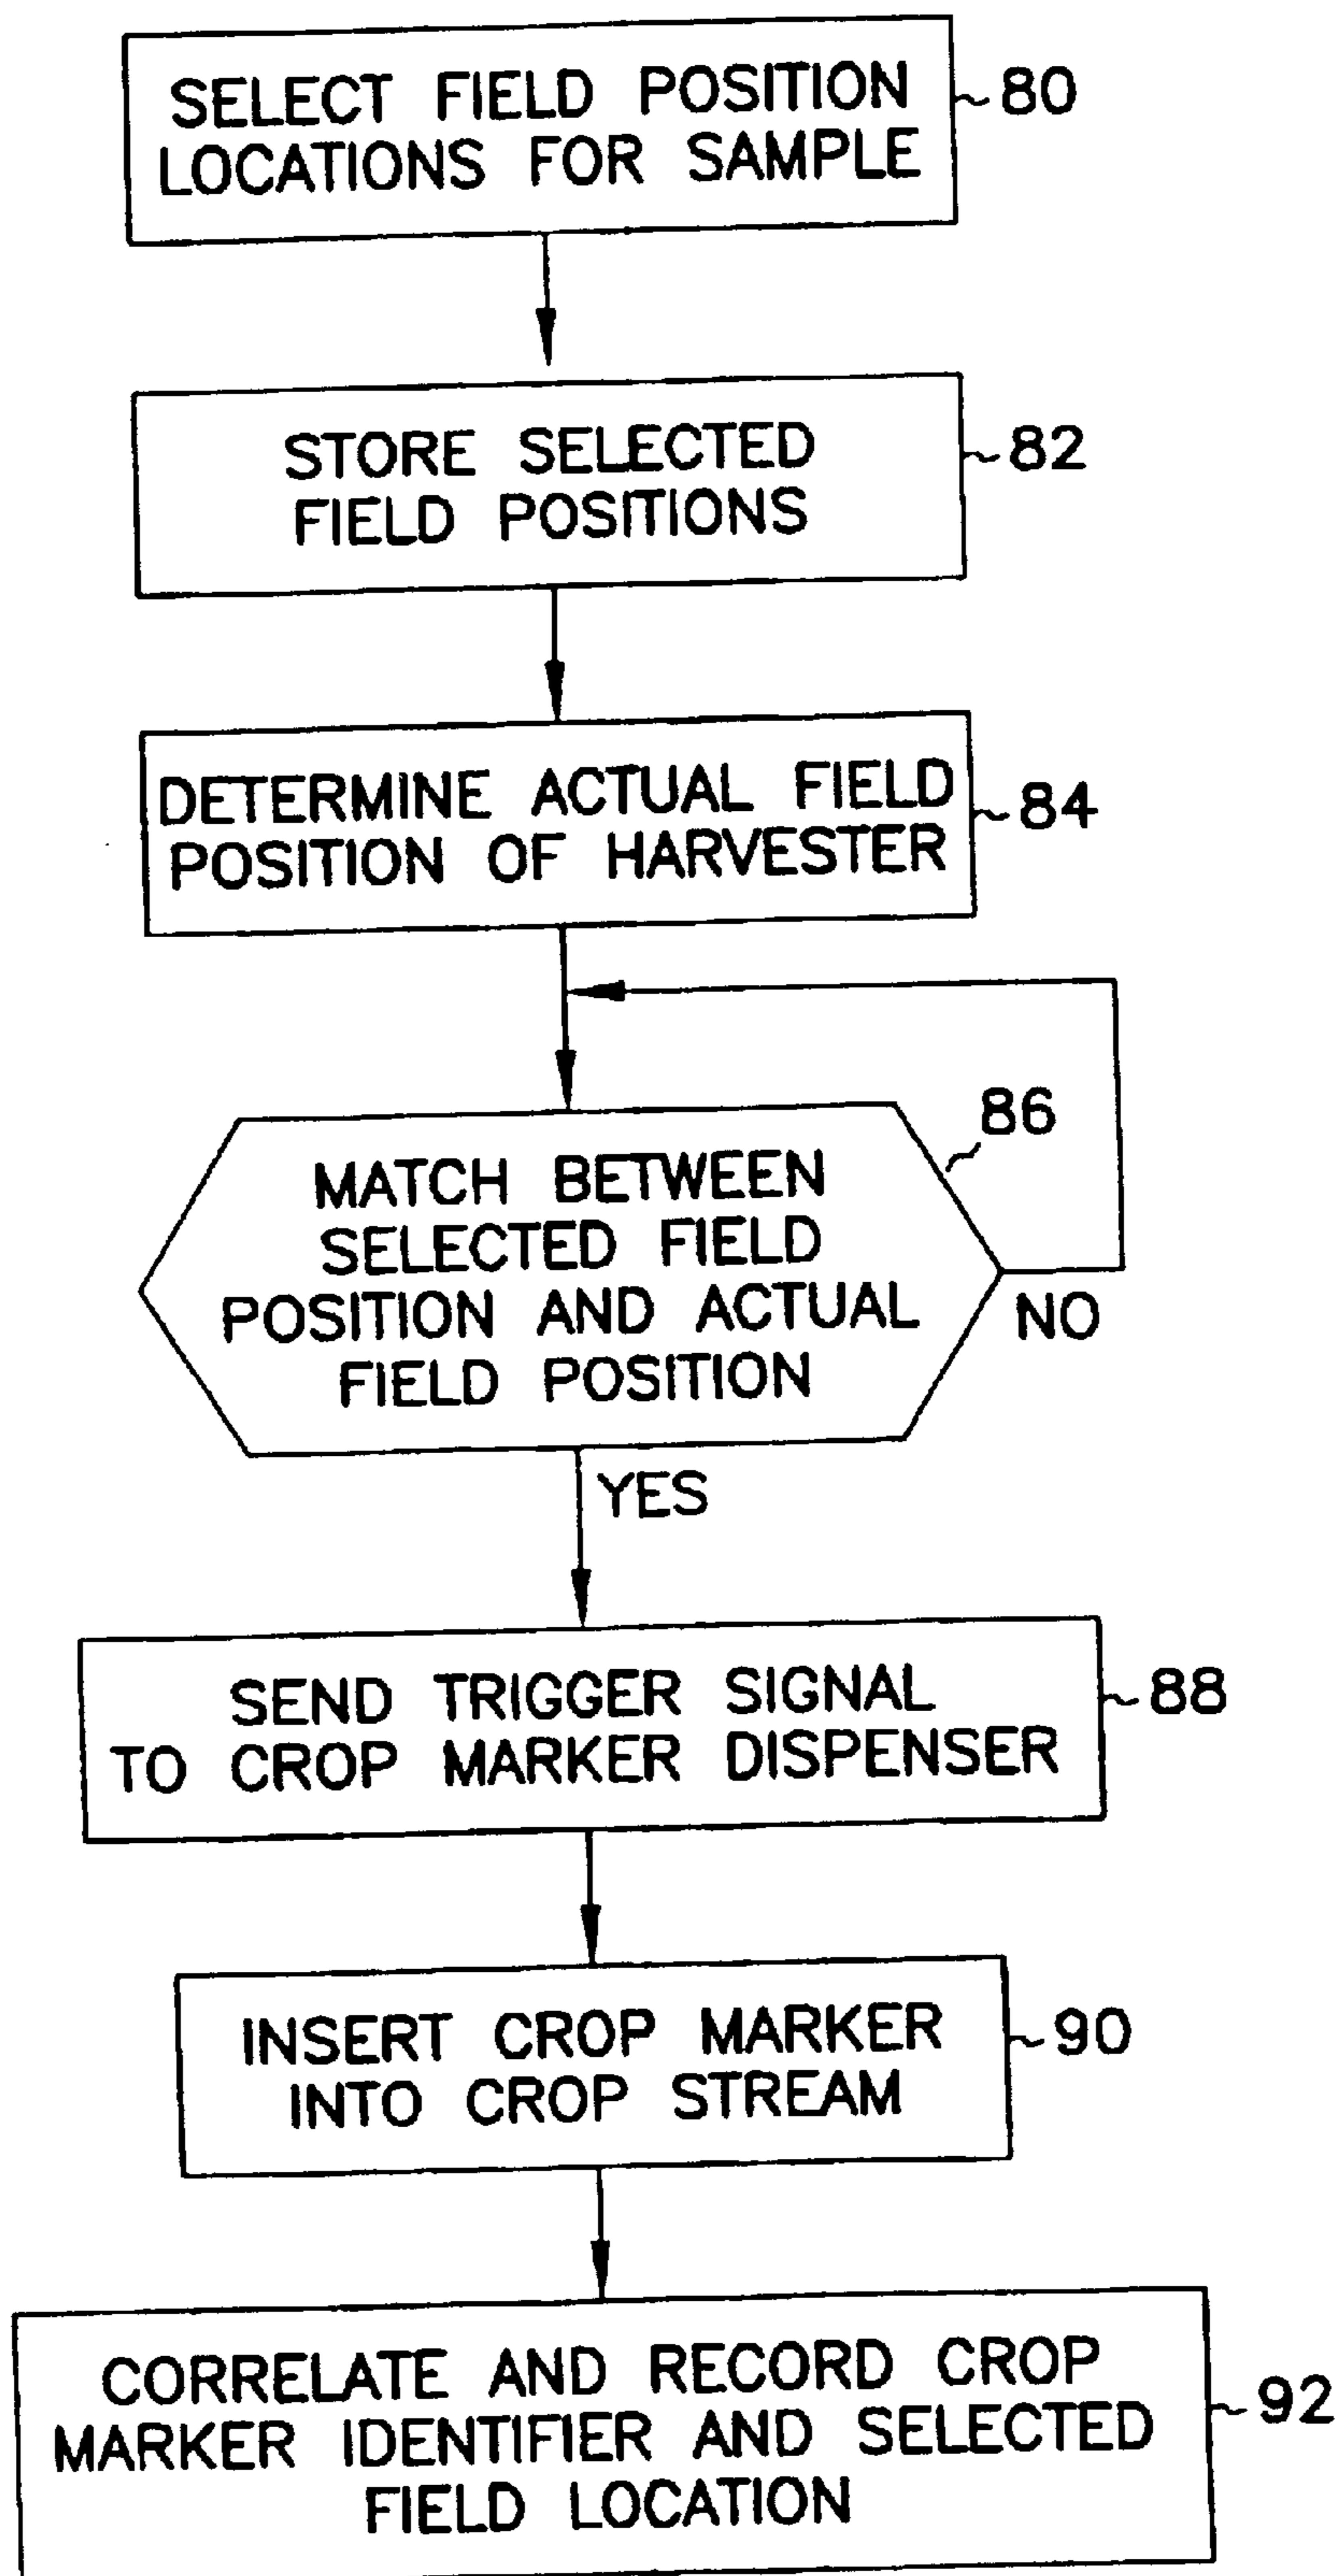 SELECT FIELD POSITION
LOCATIONS FOR SAMPLE
80
STORE SELECTED
FIELD POSITIONS
82
DETERMINE ACTUAL FIELD
POSITION OF HARVESTER
84
86
MATCH BETWEEN
SELECTED FIELD
POSITION AND ACTUAL
FIELD POSITION
NO
YES
SEND TRIGGER SIGNAL
TO CROP MARKER DISPENSER
88
INSERT CROP MARKER
INTO CROP STREAM
90
CORRELATE AND RECORD CROP
MARKER IDENTIFIER AND SELECTED
FIELD LOCATION
92